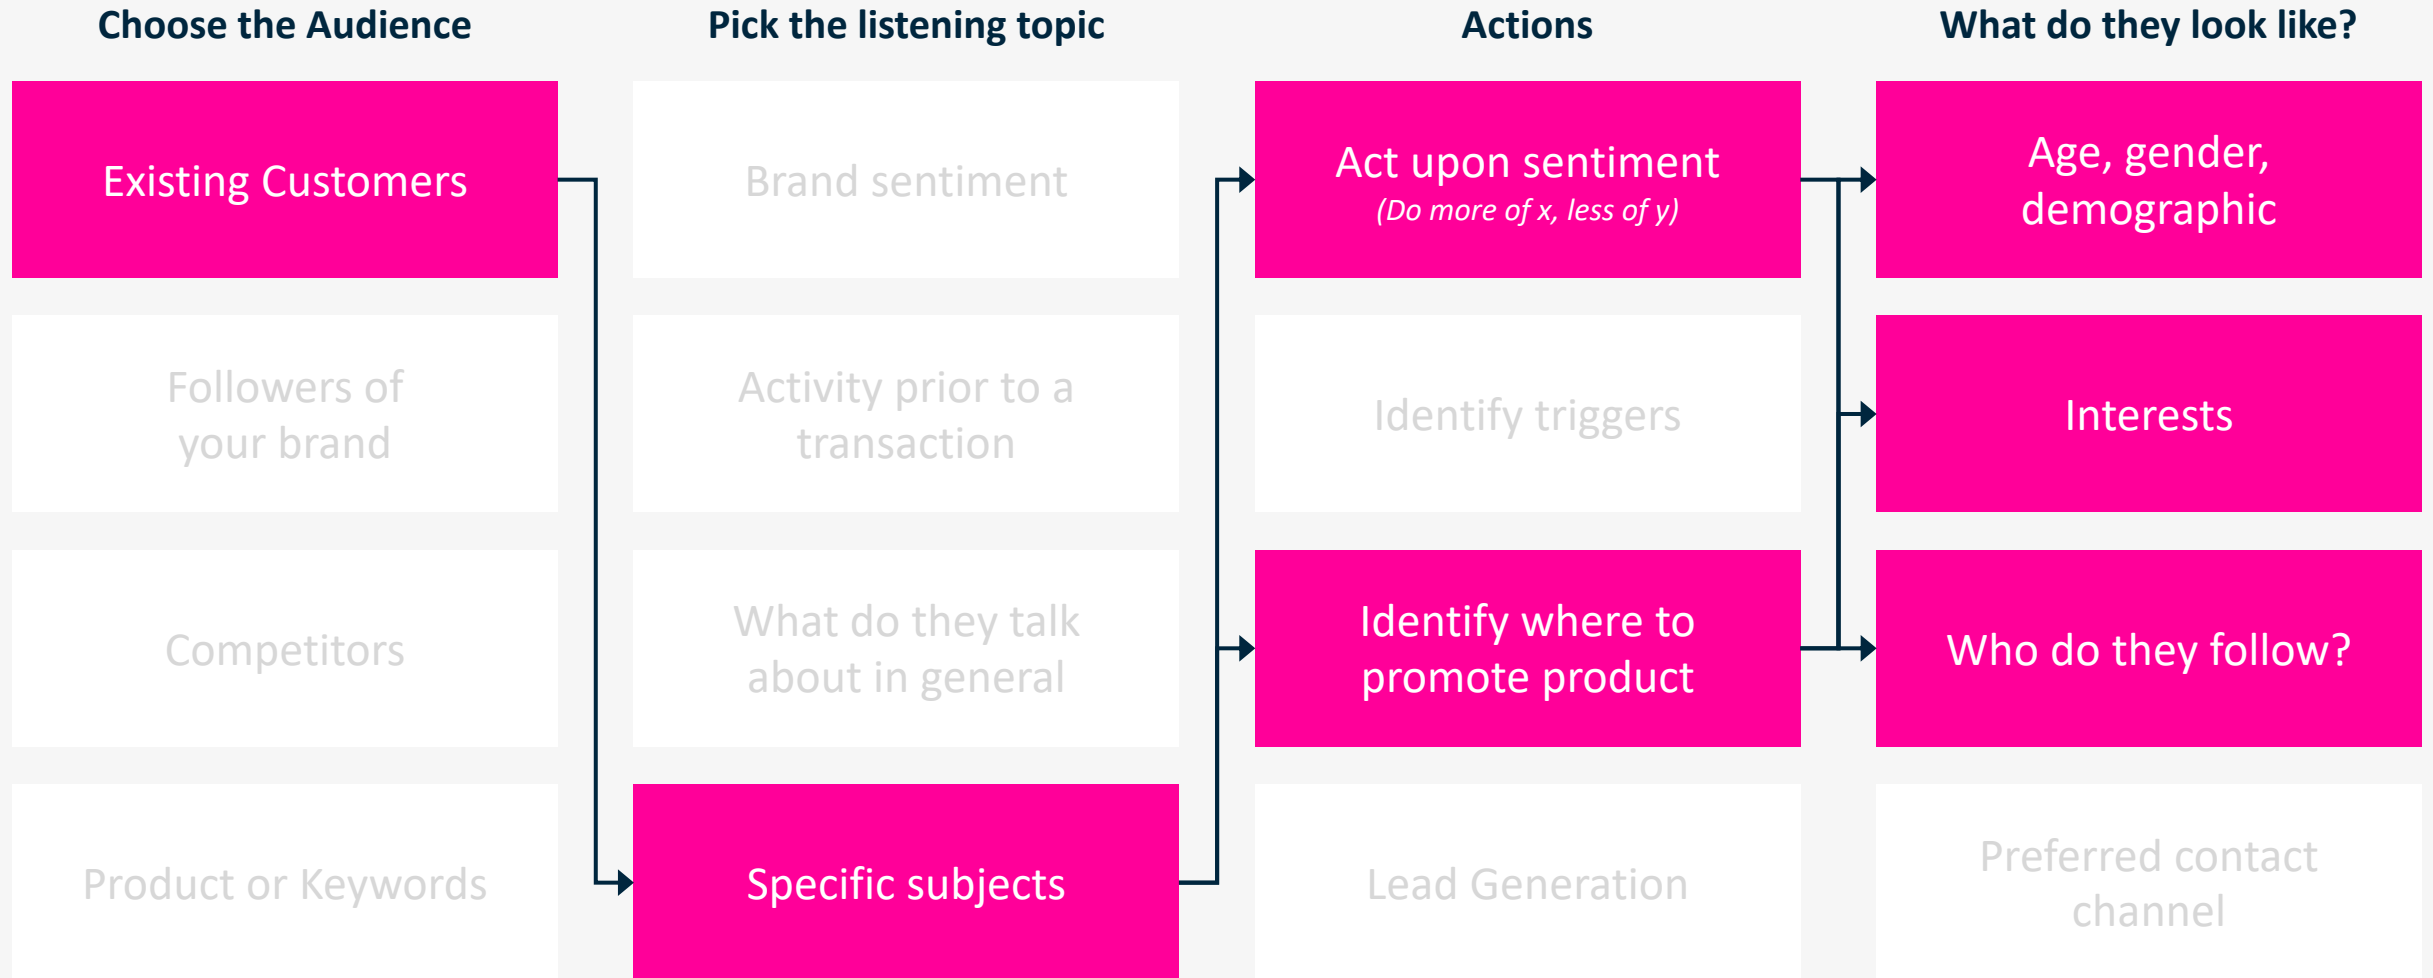 Choose the Audience
Pick the listening topic
Actions
What do they look like?
Existing Customers
Brand sentiment
Act upon sentiment
(Do more of x, less of y)
Age, gender,
demographic
Followers of
your brand
Activity prior to a
transaction
Identify triggers
Interests
Competitors
What do they talk
about in general
Identify where to
promote product
Who do they follow?
Product or Keywords
Specific subjects
Lead Generation
Preferred contact
channel